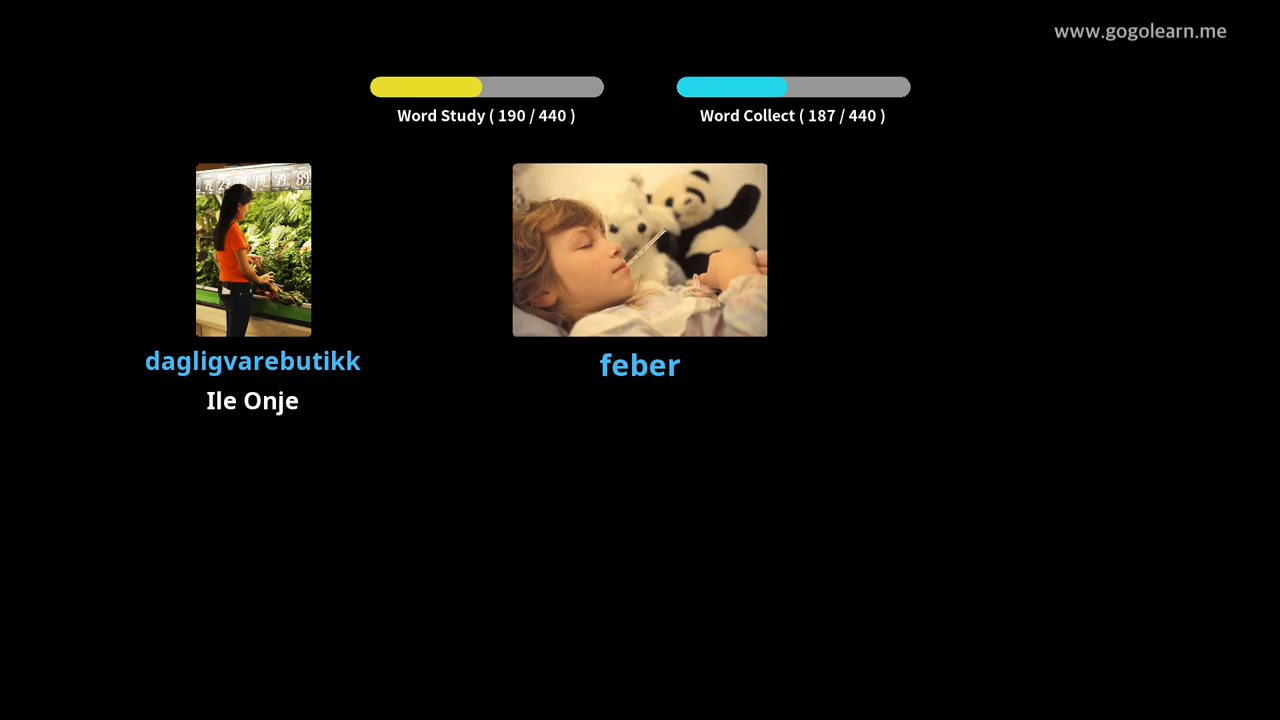 www.gogolearn.me
Word Study ( 190 / 440 )
Word Collect ( 187 / 440 )
dagligvarebutikk
Ile Onje
feber